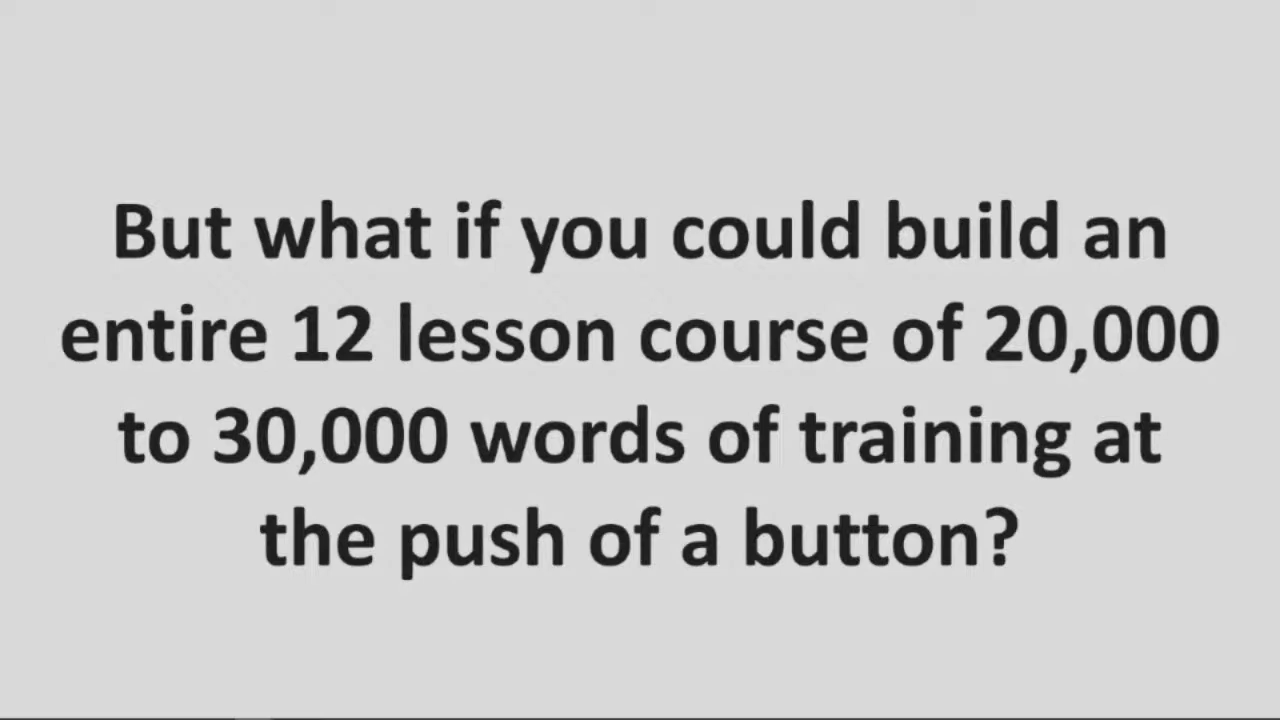 But what if you could build an
entire 12 lesson course of 20,000
to 30,000 words of training at
the push of a button?